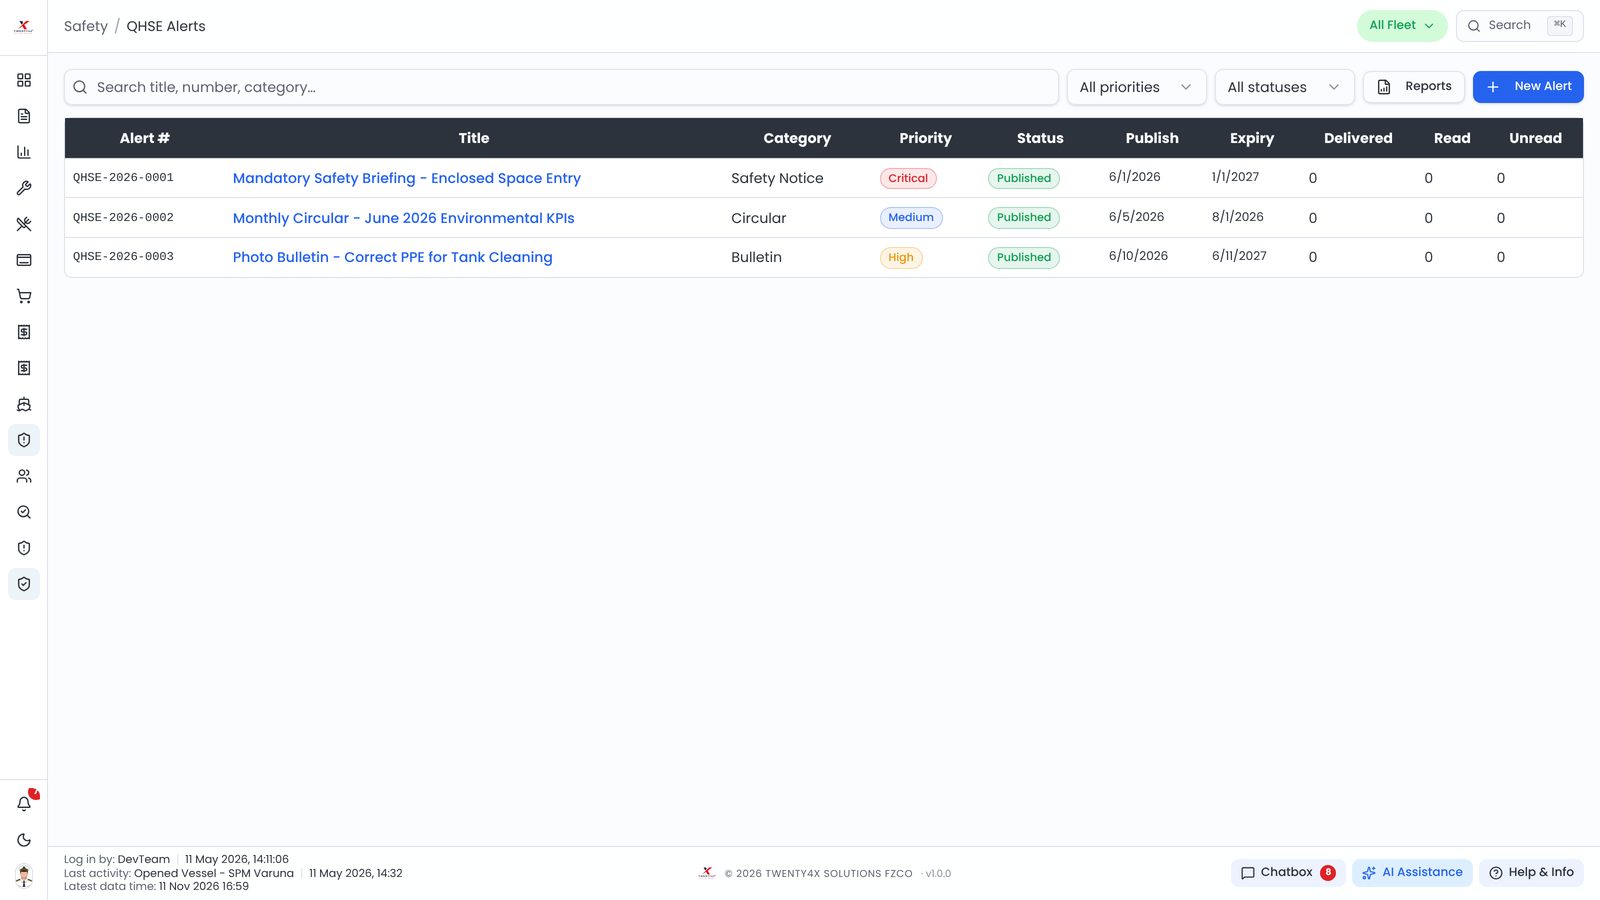 Safety / QHSE Alerts
All Fleet
Search ⌘K
Search title, number, category...
All priorities
All statuses
Reports
New Alert
Alert # Title Category Priority Status Publish Expiry Delivered Read Unread
QHSE-2026-0001 Mandatory Safety Briefing - Enclosed Space Entry Safety Notice Critical Published 6/1/2026 1/1/2027 0 0 0
QHSE-2026-0002 Monthly Circular - June 2026 Environmental KPIs Circular Medium Published 6/5/2026 8/1/2026 0 0 0
QHSE-2026-0003 Photo Bulletin - Correct PPE for Tank Cleaning Bulletin High Published 6/10/2026 6/11/2027 0 0 0
Log in by: DevTeam | 11 May 2026, 14:11:06
Last activity: Opened Vessel - SPM Varuna | 11 May 2026, 14:32
Latest data time: 11 Nov 2026 16:59
© 2026 TWENTY4X SOLUTIONS FZCO · v1.0.0
Chatbox 8
AI Assistance
Help & Info